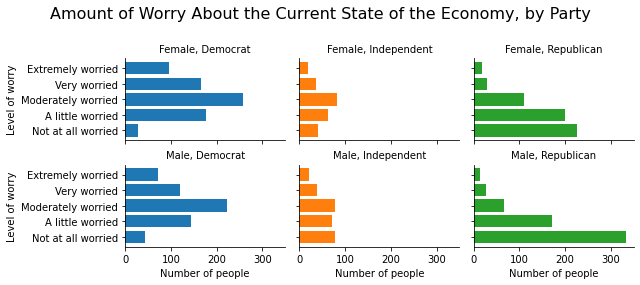 Amount of Worry About the Current State of the Economy, by Party
Female, Democrat
Female, Independent
Female, Republican
Level of worry
Extremely worried
Very worried
Moderately worried
A little worried
Not at all worried
Male, Democrat
Male, Independent
Male, Republican
Level of worry
Extremely worried
Very worried
Moderately worried
A little worried
Not at all worried
0 100 200 300
0 100 200 300
0 100 200 300
Number of people
Number of people
Number of people